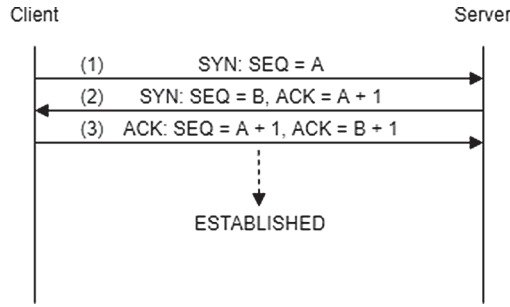 Client Server
(1) SYN: SEQ = A
(2) SYN: SEQ = B, ACK = A + 1
(3) ACK: SEQ = A + 1, ACK = B + 1
ESTABLISHED